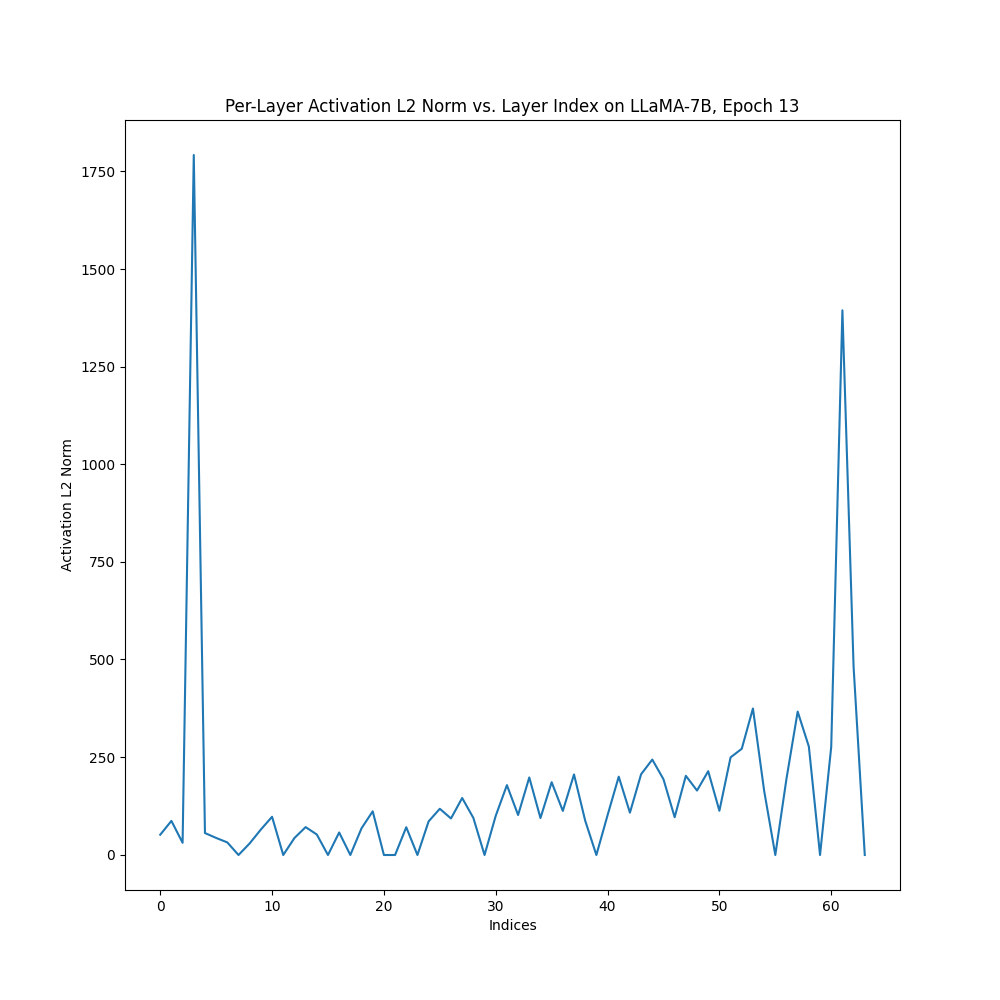 Per-Layer Activation L2 Norm vs. Layer Index on LLaMA-7B, Epoch 13
1750
1500
1250
1000
750
500
250
0
Activation L2 Norm
0 10 20 30 40 50 60
Indices